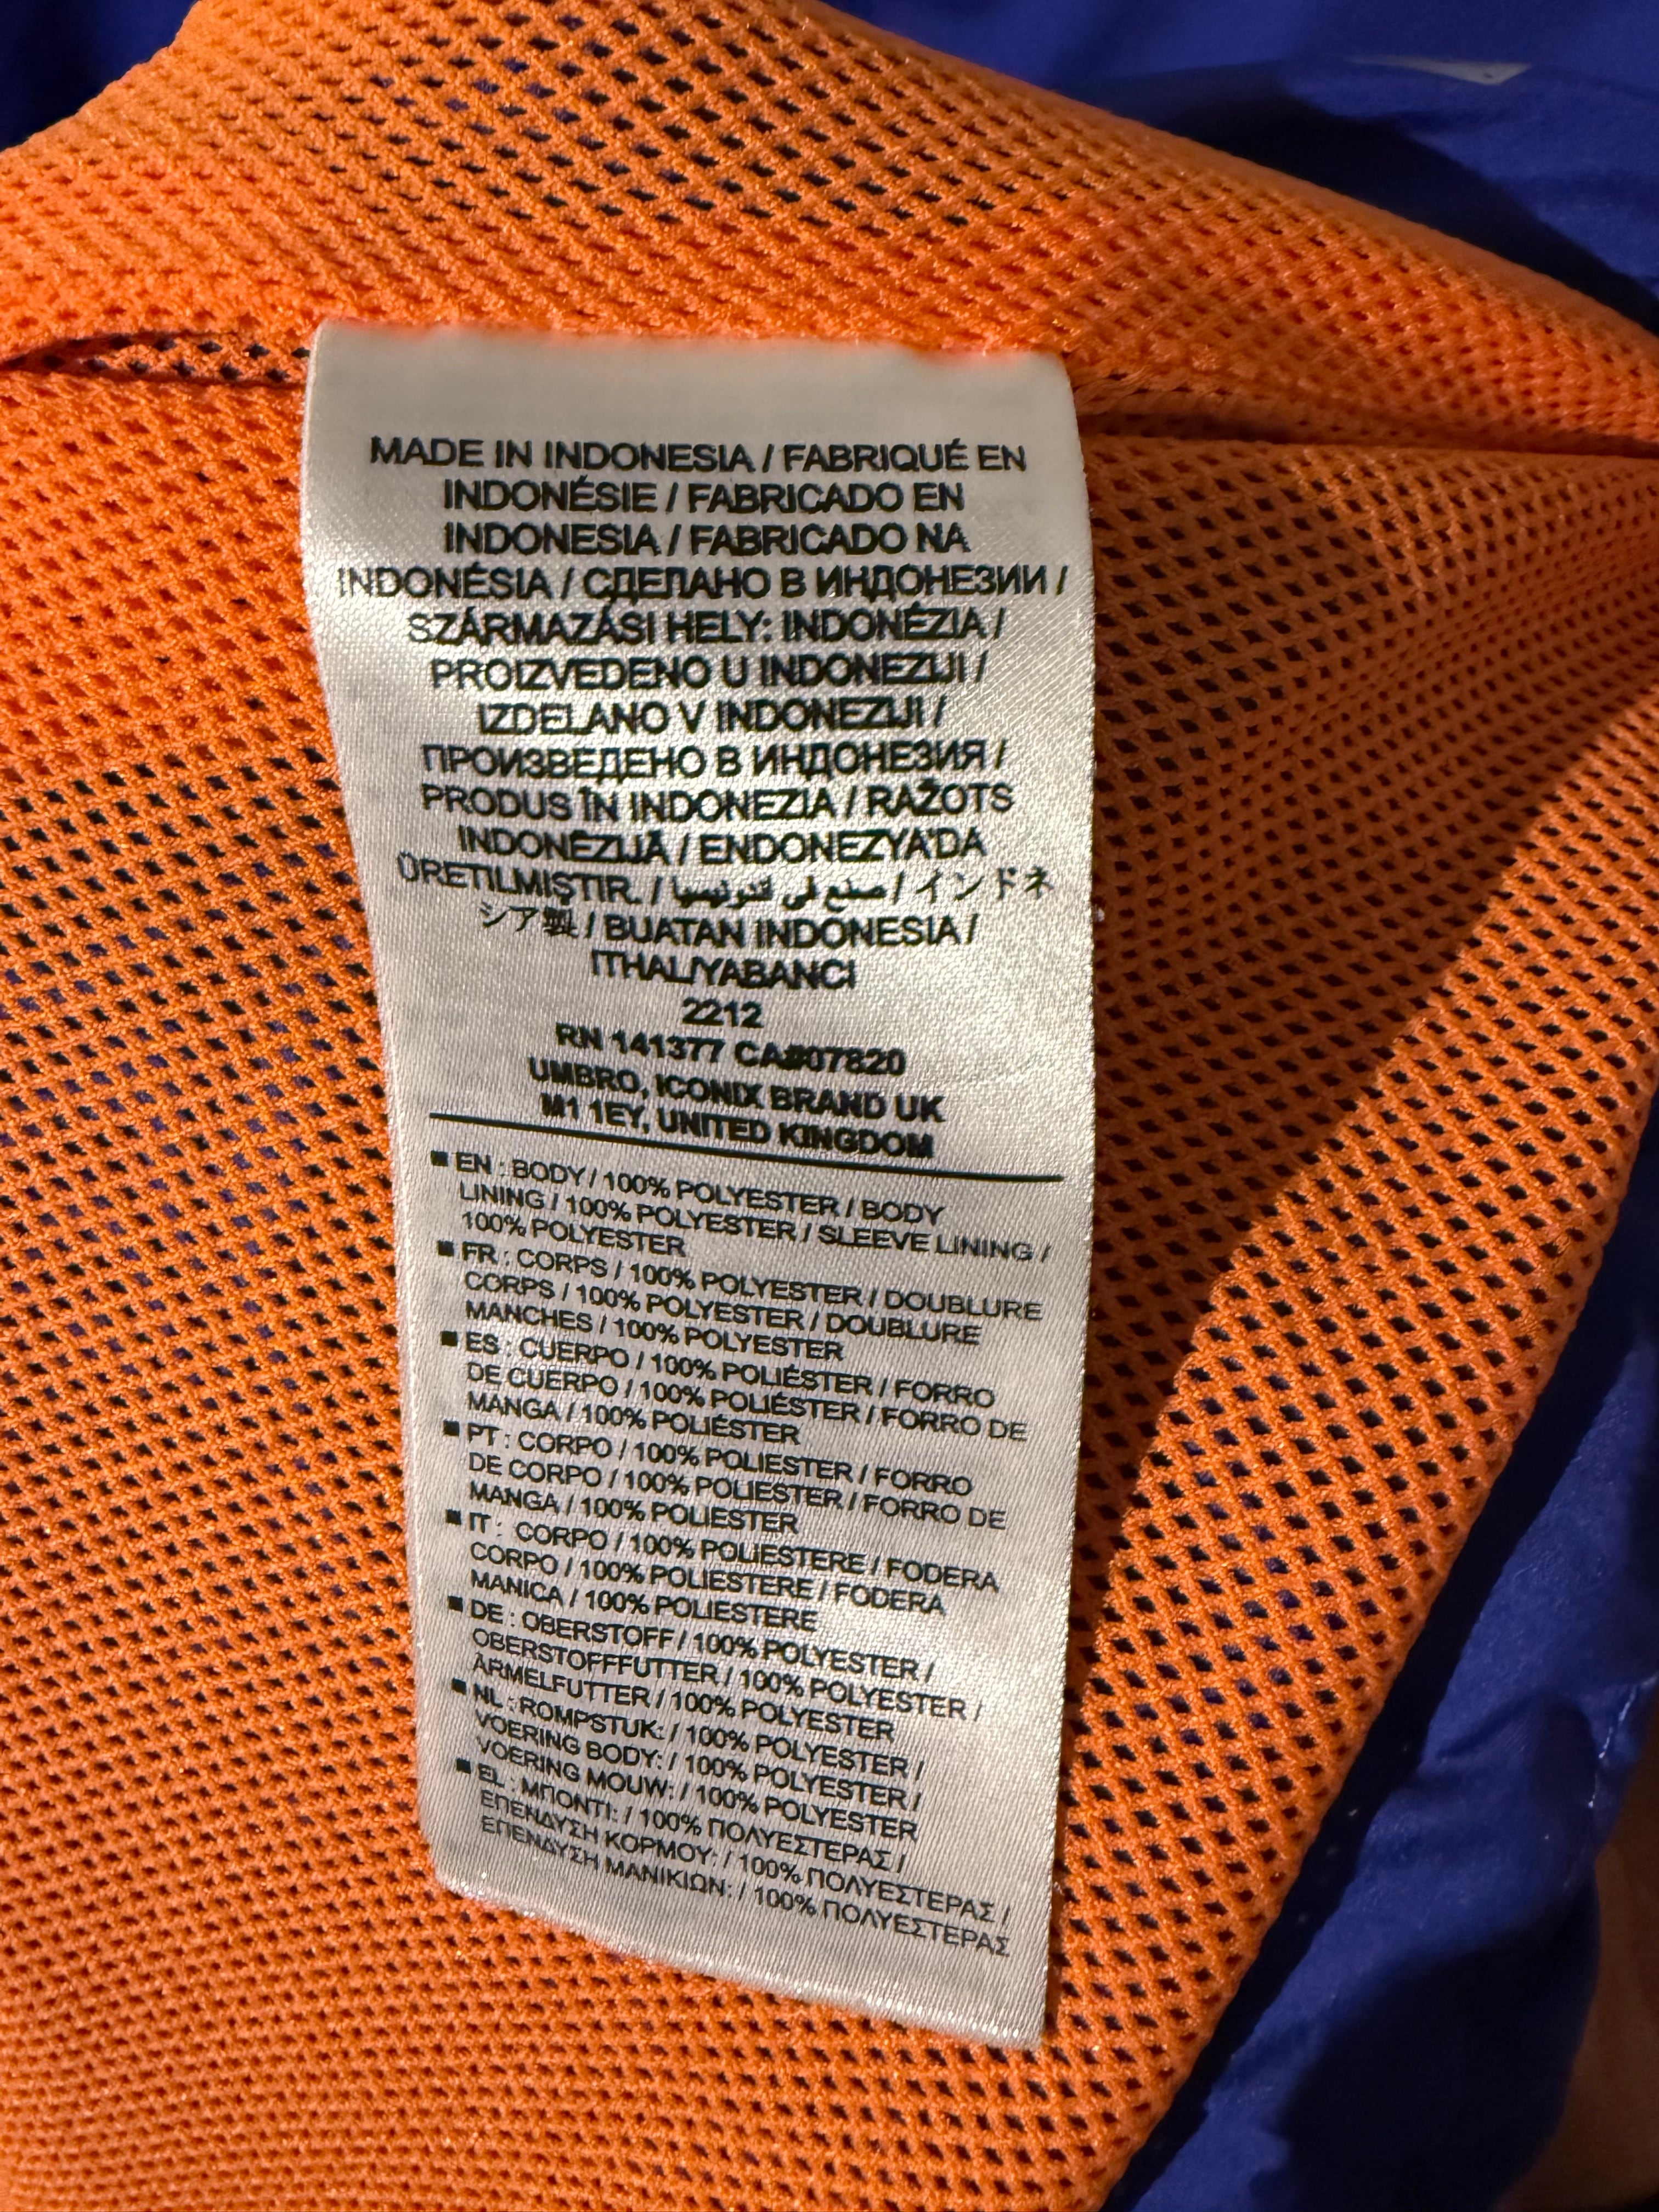 MADE IN INDONESIA / FABRIQUÉ EN
INDONÉSIE / FABRICADO EN
INDONESIA / FABRICADO NA
INDONÉSIA / СДЕЛАНО В ИНДОНЕЗИИ /
SZÁRMAZÁSI HELY: INDONÉZIA /
PROIZVEDENO U INDONEZIJI /
IZDELANO V INDONEZIJI /
ПРОИЗВЕДЕНО В ИНДОНЕЗИЯ /
PRODUS ÎN INDONEZIA / RAŽOTS
INDONĒZIJĀ / ENDONEZYA'DA
ÜRETILMIŞTIR. / صنع في اندونيسيا / インドネ
シア製 / BUATAN INDONESIA /
ITHAL/YABANCI
2212
RN 141377 CA#07820
UMBRO, ICONIX BRAND UK
M1 1EY, UNITED KINGDOM
■ EN : BODY / 100% POLYESTER / BODY
LINING / 100% POLYESTER / SLEEVE LINING /
100% POLYESTER
■ FR : CORPS / 100% POLYESTER / DOUBLURE
CORPS / 100% POLYESTER / DOUBLURE
MANCHES / 100% POLYESTER
■ ES : CUERPO / 100% POLIÉSTER / FORRO
DE CUERPO / 100% POLIÉSTER / FORRO DE
MANGA / 100% POLIÉSTER
■ PT : CORPO / 100% POLIESTER / FORRO
DE CORPO / 100% POLIESTER / FORRO DE
MANGA / 100% POLIESTER
■ IT : CORPO / 100% POLIESTERE / FODERA
CORPO / 100% POLIESTERE / FODERA
MANICA / 100% POLIESTERE
■ DE : OBERSTOFF / 100% POLYESTER /
OBERSTOFFFUTTER / 100% POLYESTER /
ÄRMELFUTTER / 100% POLYESTER
■ NL : ROMPSTUK: / 100% POLYESTER /
VOERING BODY: / 100% POLYESTER /
VOERING MOUW: / 100% POLYESTER
■ EL : ΜΠΟΝΤΙ: / 100% ΠΟΛΥΕΣΤΕΡΑΣ /
ΕΠΕΝΔΥΣΗ ΚΟΡΜΟΥ: / 100% ΠΟΛΥΕΣΤΕΡΑΣ /
ΕΠΕΝΔΥΣΗ ΜΑΝΙΚΙΩΝ: / 100% ΠΟΛΥΕΣΤΕΡΑΣ